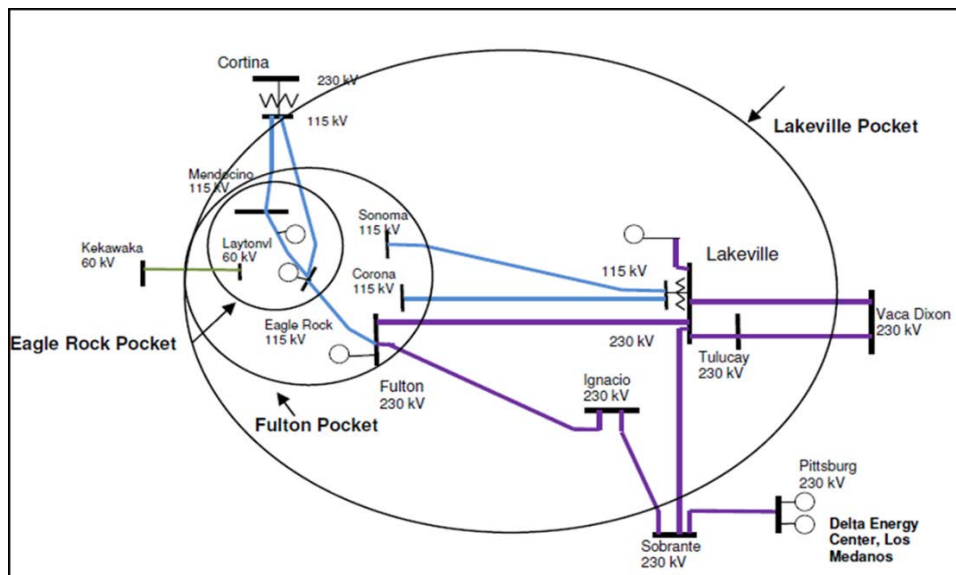 Cortina
230 kV
115 kV
Lakeville Pocket
Mendocino
115 kV
Sonoma
115 kV
Laytonvl
60 kV
Kekawaka
60 kV
Lakeville
115 kV
Corona
115 kV
Eagle Rock
115 kV
Eagle Rock Pocket
230 kV
Vaca Dixon
230 kV
Tulucay
230 kV
Fulton
230 kV
Ignacio
230 kV
Fulton Pocket
Pittsburg
230 kV
Delta Energy
Center, Los
Medanos
Sobrante
230 kV